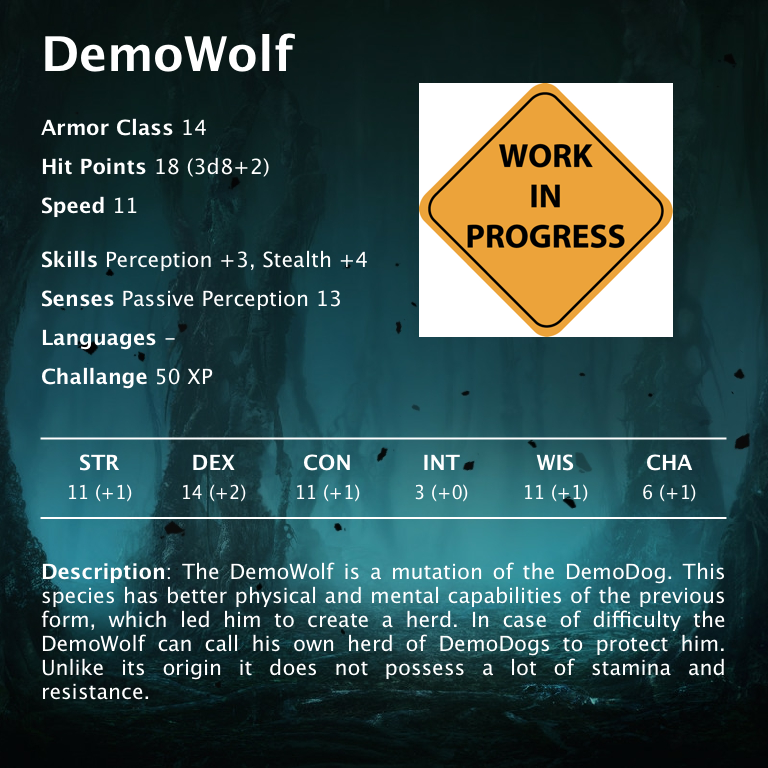 DemoWolf
Armor Class 14
Hit Points 18 (3d8+2)
Speed 11
Skills Perception +3, Stealth +4
Senses Passive Perception 13
Languages –
Challange 50 XP
WORK
IN
PROGRESS
STR DEX CON INT WIS CHA
11 (+1) 14 (+2) 11 (+1) 3 (+0) 11 (+1) 6 (+1)
Description: The DemoWolf is a mutation of the DemoDog. This
species has better physical and mental capabilities of the previous
form, which led him to create a herd. In case of difficulty the
DemoWolf can call his own herd of DemoDogs to protect him.
Unlike its origin it does not possess a lot of stamina and
resistance.